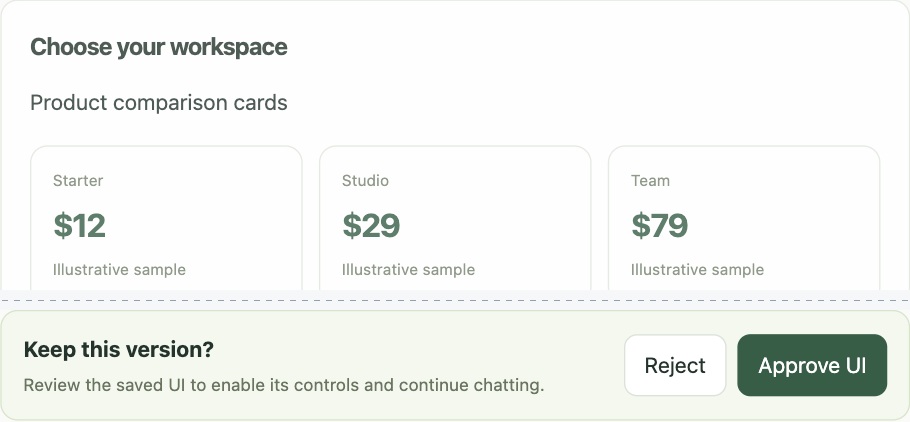 Choose your workspace
Product comparison cards
Starter
$12
Illustrative sample
Studio
$29
Illustrative sample
Team
$79
Illustrative sample
Keep this version?
Review the saved UI to enable its controls and continue chatting.
Reject
Approve UI